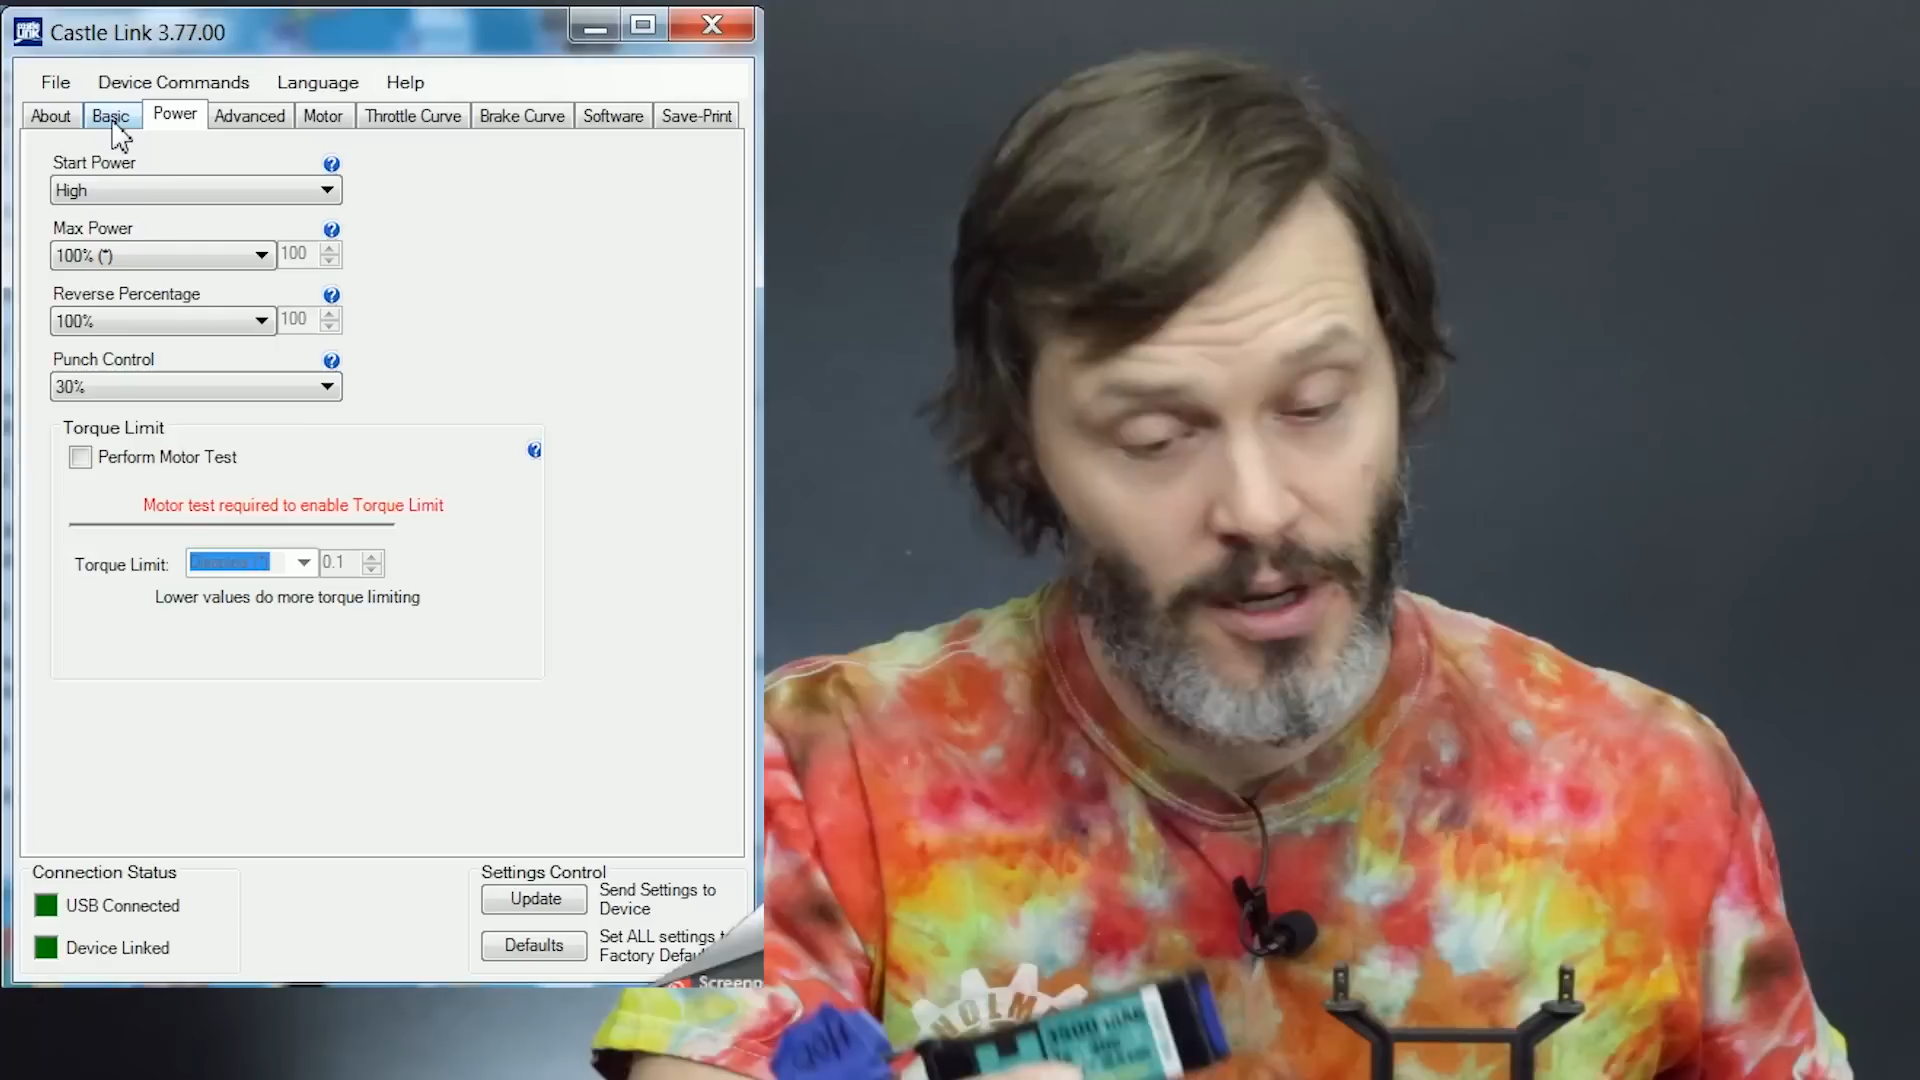 Castle Link 3.77.00
File Device Commands Language Help
About Basic Power Advanced Motor Throttle Curve Brake Curve Software Save-Print
Start Power
High
Max Power
100% (*) 100
Reverse Percentage
100% 100
Punch Control
30%
Torque Limit
Perform Motor Test
Motor test required to enable Torque Limit
Torque Limit: 0.1
Lower values do more torque limiting
Connection Status
USB Connected
Device Linked
Settings Control
Update Send Settings to
Device
Defaults Set ALL settings
Factory
HOLM